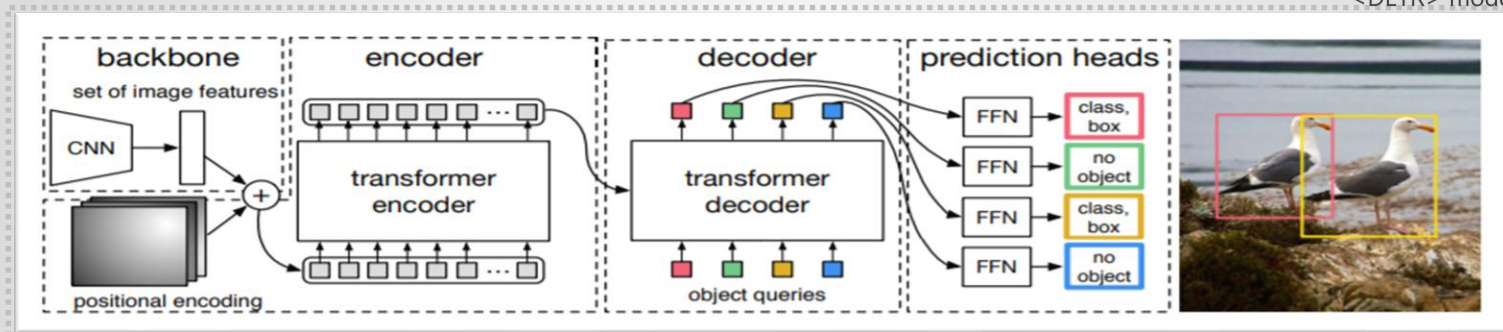 backbone
set of image features
CNN
+
positional encoding
encoder
transformer
encoder
decoder
transformer
decoder
object queries
prediction heads
FFN
class,
box
FFN
no
object
FFN
class,
box
FFN
no
object